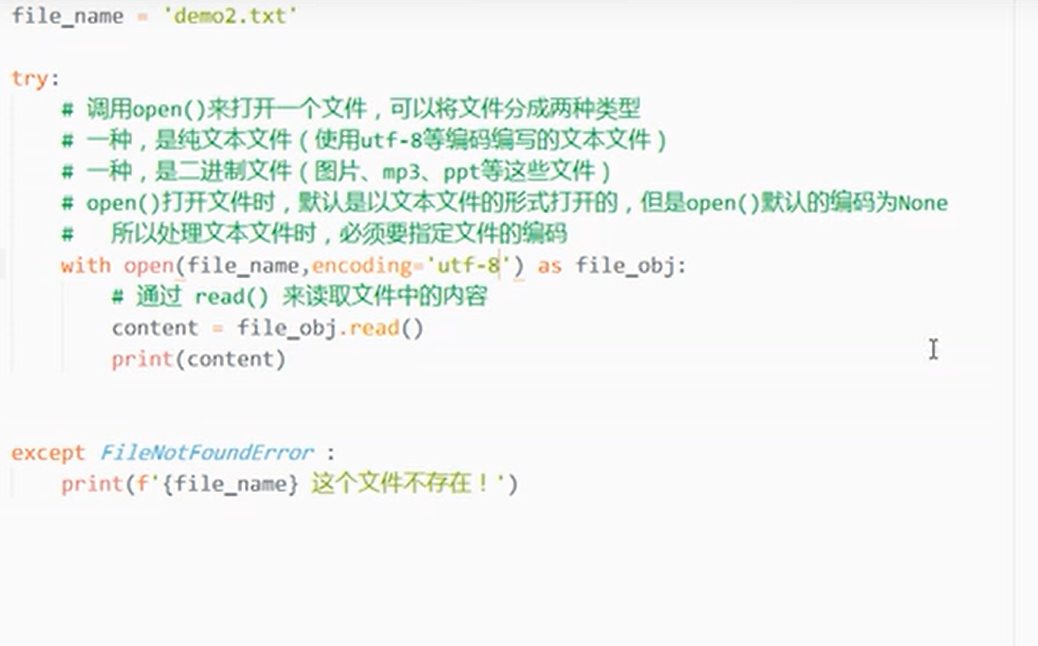 file_name = 'demo2.txt'
try:
# 调用open()来打开一个文件，可以将文件分成两种类型
# 一种，是纯文本文件（使用utf-8等编码编写的文本文件）
# 一种，是二进制文件（图片、mp3、ppt等这些文件）
# open()打开文件时，默认是以文本文件的形式打开的，但是open()默认的编码为None
#   所以处理文本文件时，必须要指定文件的编码
with open(file_name,encoding='utf-8') as file_obj:
# 通过 read() 来读取文件中的内容
content = file_obj.read()
print(content)
except FileNotFoundError :
print(f'{file_name} 这个文件不存在！')